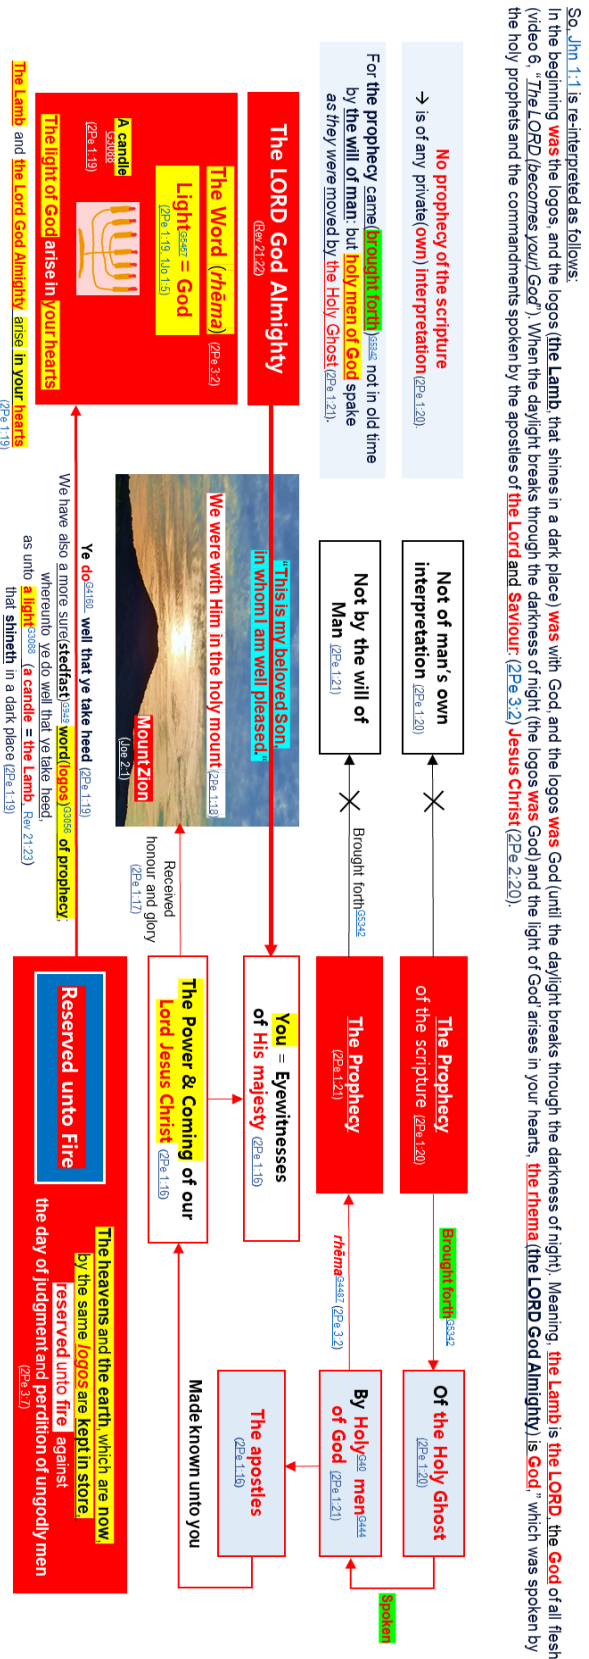 So, Jhn 1:1 is re-interpreted as follows:
In the beginning was the logos, and the logos (the Lamb, that shines in a dark place) was with God, and the logos was God (until the daylight breaks through the darkness of night). Meaning, the Lamb is the LORD, the God of all flesh
(video 6, “The LORD (becomes your) God”). When the daylight breaks through the darkness of night (the logos was God) and the light of God’ arises in your hearts, the rhema (the LORD God Almighty) is God,” which was spoken by
the holy prophets and the commandments spoken by the apostles of the Lord and Saviour: (2Pe 3:2) Jesus Christ (2Pe 2:20).
No prophecy of the scripture
→ is of any private(own) interpretation (2Pe 1:20).
Not of man’s own
interpretation (2Pe 1:20)
The Prophecy
of the scripture (2Pe 1:20)
Brought forthG5342
Of the Holy Ghost
(2Pe 1:20)
Spoken
For the prophecy came(brought forth)G5342 not in old time
by the will of man: but holy men of God spake
as they were moved by the Holy Ghost (2Pe 1:21).
Not by the will of
Man (2Pe 1:21)
Brought forthG5342
The Prophecy
(2Pe 1:21)
rhēmaG4487 (2Pe 3:2)
By HolyG40 menG444
of God (2Pe 1:21)
The LORD God Almighty
(Rev 21:22)
“This is my beloved Son,
in whom I am well pleased.”
You = Eyewitnesses
of His majesty (2Pe 1:16)
The apostles
(2Pe 1:16)
The Word (rhēma) (2Pe 3:2)
LightG5457 = God
(2Pe 1:19, 1Jo 1:5)
A candle
G3088
(2Pe 1:19)
The light of God arise in your hearts
The Lamb and the Lord God Almighty arise in your hearts
(2Pe 1:19)
We were with Him in the holy mount (2Pe 1:18)
Mount Zion
(Joe 2:1)
Received
honour and glory
(2Pe 1:17)
The Power & Coming of our
Lord Jesus Christ (2Pe 1:16)
Made known unto you
Ye doG4160 well that ye take heed (2Pe 1:19)
We have also a more sure(stedfast)G949 word(logos)G3056 of prophecy;
whereunto ye do well that ye take heed,
as unto a lightG3088 (a candle = the Lamb, Rev 21:23)
that shineth in a dark place (2Pe 1:19)
Reserved unto Fire
The heavens and the earth, which are now,
by the same logos are kept in store,
reserved unto fire against
the day of judgment and perdition of ungodly men
(2Pe 3:7)